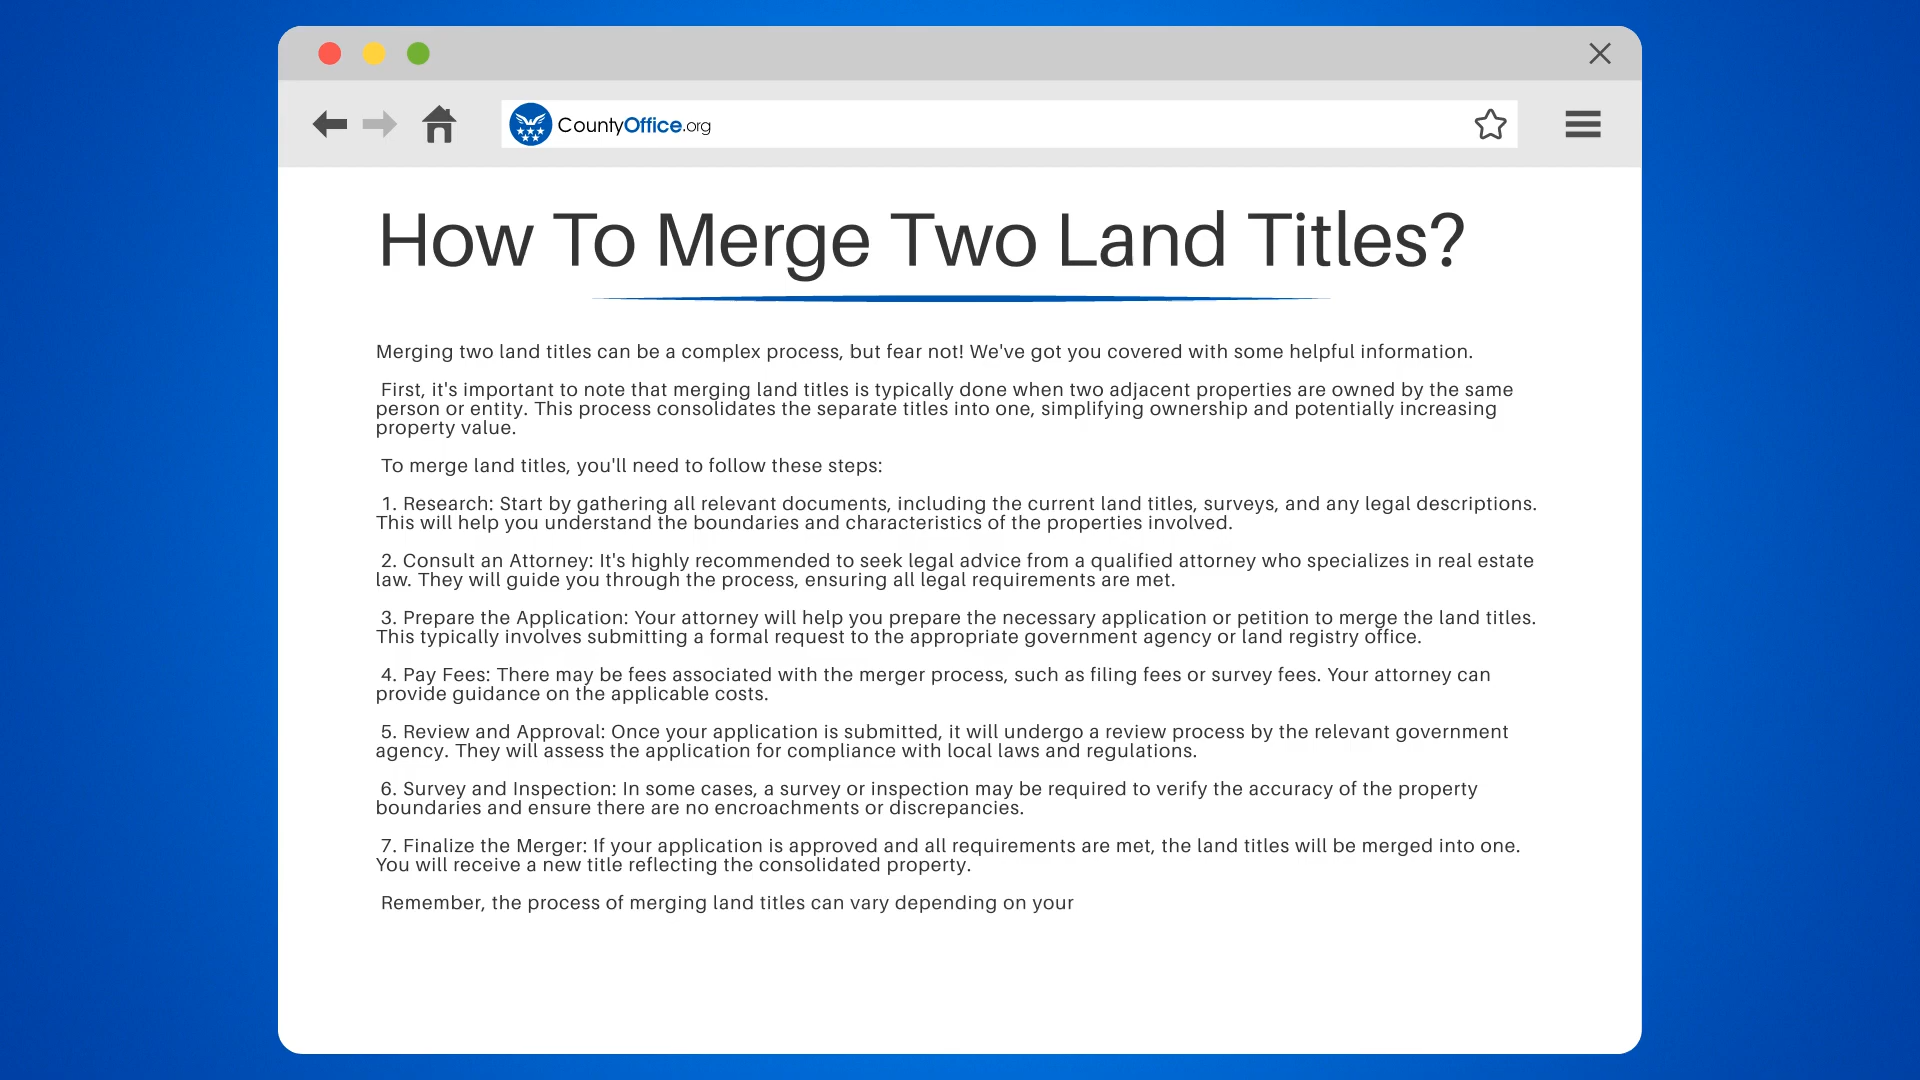 CountyOffice.org
How To Merge Two Land Titles?
Merging two land titles can be a complex process, but fear not! We've got you covered with some helpful information.
First, it's important to note that merging land titles is typically done when two adjacent properties are owned by the same
person or entity. This process consolidates the separate titles into one, simplifying ownership and potentially increasing
property value.
To merge land titles, you'll need to follow these steps:
1. Research: Start by gathering all relevant documents, including the current land titles, surveys, and any legal descriptions.
This will help you understand the boundaries and characteristics of the properties involved.
2. Consult an Attorney: It's highly recommended to seek legal advice from a qualified attorney who specializes in real estate
law. They will guide you through the process, ensuring all legal requirements are met.
3. Prepare the Application: Your attorney will help you prepare the necessary application or petition to merge the land titles.
This typically involves submitting a formal request to the appropriate government agency or land registry office.
4. Pay Fees: There may be fees associated with the merger process, such as filing fees or survey fees. Your attorney can
provide guidance on the applicable costs.
5. Review and Approval: Once your application is submitted, it will undergo a review process by the relevant government
agency. They will assess the application for compliance with local laws and regulations.
6. Survey and Inspection: In some cases, a survey or inspection may be required to verify the accuracy of the property
boundaries and ensure there are no encroachments or discrepancies.
7. Finalize the Merger: If your application is approved and all requirements are met, the land titles will be merged into one.
You will receive a new title reflecting the consolidated property.
Remember, the process of merging land titles can vary depending on your